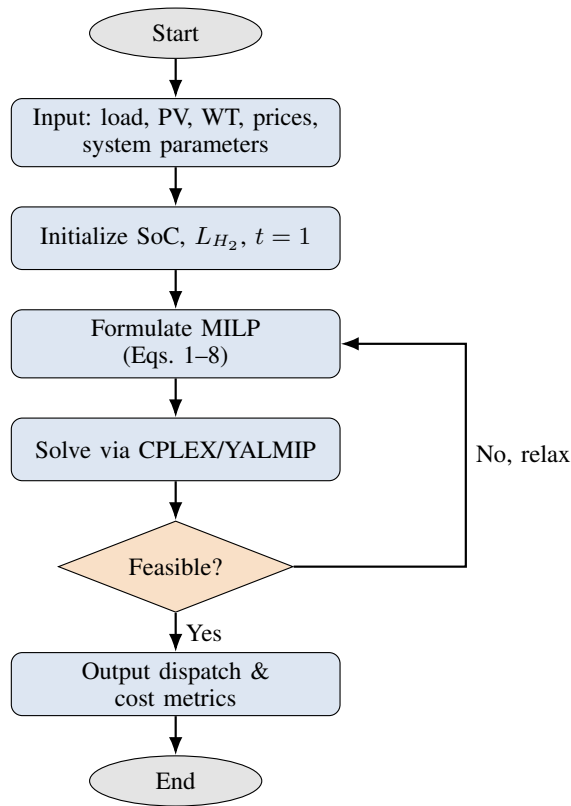 Start
Input: load, PV, WT, prices,
system parameters
Initialize SoC, $L_{H_2}$, $t = 1$
Formulate MILP
(Eqs. 1–8)
Solve via CPLEX/YALMIP
No, relax
Feasible?
Yes
Output dispatch &
cost metrics
End